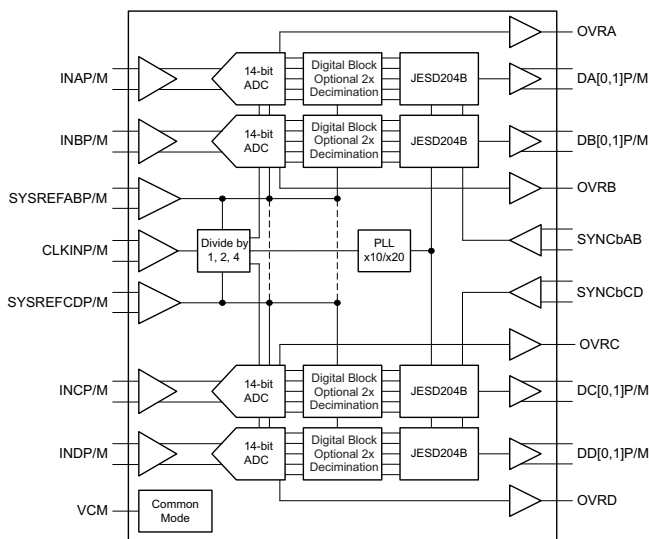 OVRA
INAP/M
14-bit
ADC
Digital Block
Optional 2x
Decimination
JESD204B
DA[0,1]P/M
INBP/M
14-bit
ADC
Digital Block
Optional 2x
Decimination
JESD204B
DB[0,1]P/M
SYSREFABP/M
OVRB
CLKINP/M
Divide by
1, 2, 4
PLL
x10/x20
SYNCbAB
SYSREFCDP/M
SYNCbCD
OVRC
INCP/M
14-bit
ADC
Digital Block
Optional 2x
Decimination
JESD204B
DC[0,1]P/M
INDP/M
14-bit
ADC
Digital Block
Optional 2x
Decimination
JESD204B
DD[0,1]P/M
VCM
Common
Mode
OVRD